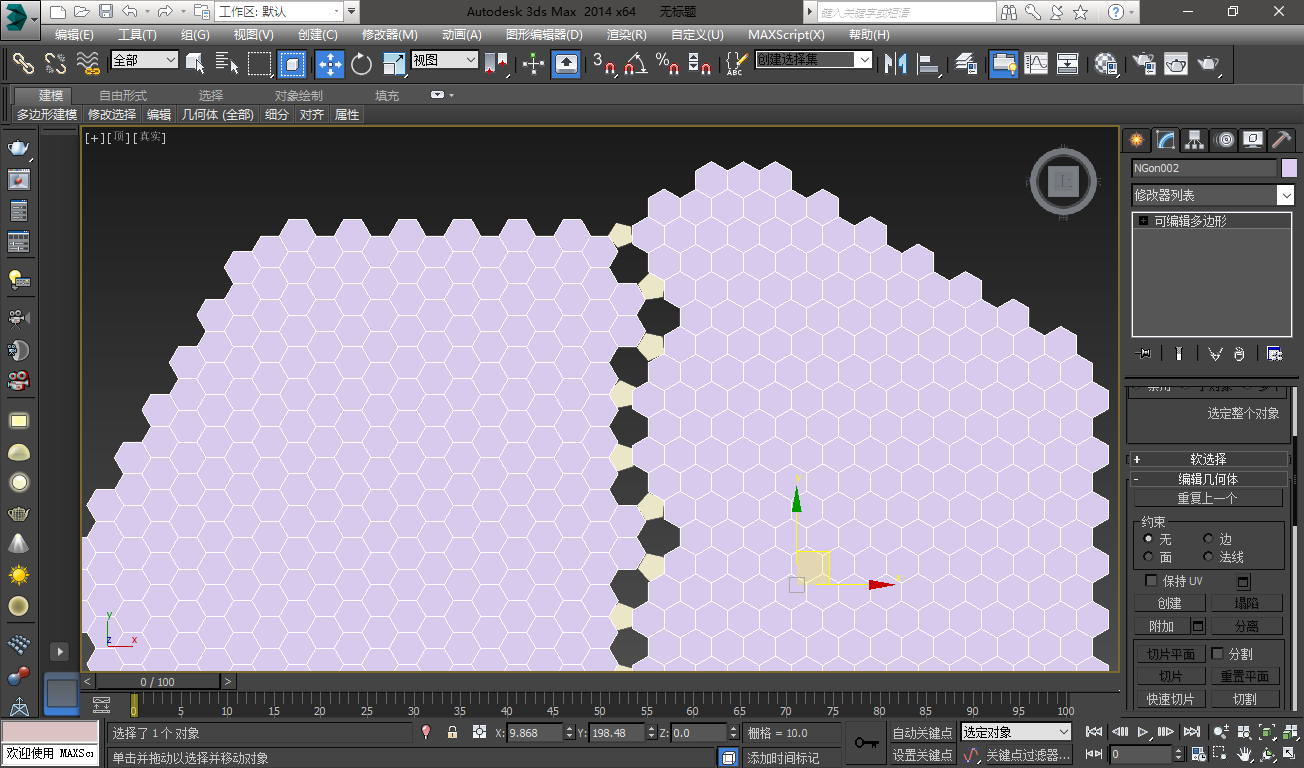 工作区: 默认
Autodesk 3ds Max 2014 x64 无标题
键入关键字或短语
编辑(E) 工具(T) 组(G) 视图(V) 创建(C) 修改器(M) 动画(A) 图形编辑器(D) 渲染(R) 自定义(U) MAXScript(X) 帮助(H)
全部 视图 3 创建选择集
建模 自由形式 选择 对象绘制 填充
多边形建模 修改选择 编辑 几何体 (全部) 细分 对齐 属性
[+][顶][真实]
上
NGon002
修改器列表
可编辑多边形
选定整个对象
+ 软选择
- 编辑几何体
重复上一个
约束
无 边
面 法线
保持 UV
创建 塌陷
附加 分离
切片平面 分割
切片 重置平面
快速切片 切割
y
x
y
z x
< 0 / 100 >
0 5 10 15 20 25 30 35 40 45 50 55 60 65 70 75 80 85 90 95 100
选择了 1 个 对象 X: 9.868 Y: 198.48 Z: 0.0 栅格 = 10.0 自动关键点 选定对象
欢迎使用 MAXSc 单击并拖动以选择并移动对象 添加时间标记 设置关键点 关键点过滤器... 0